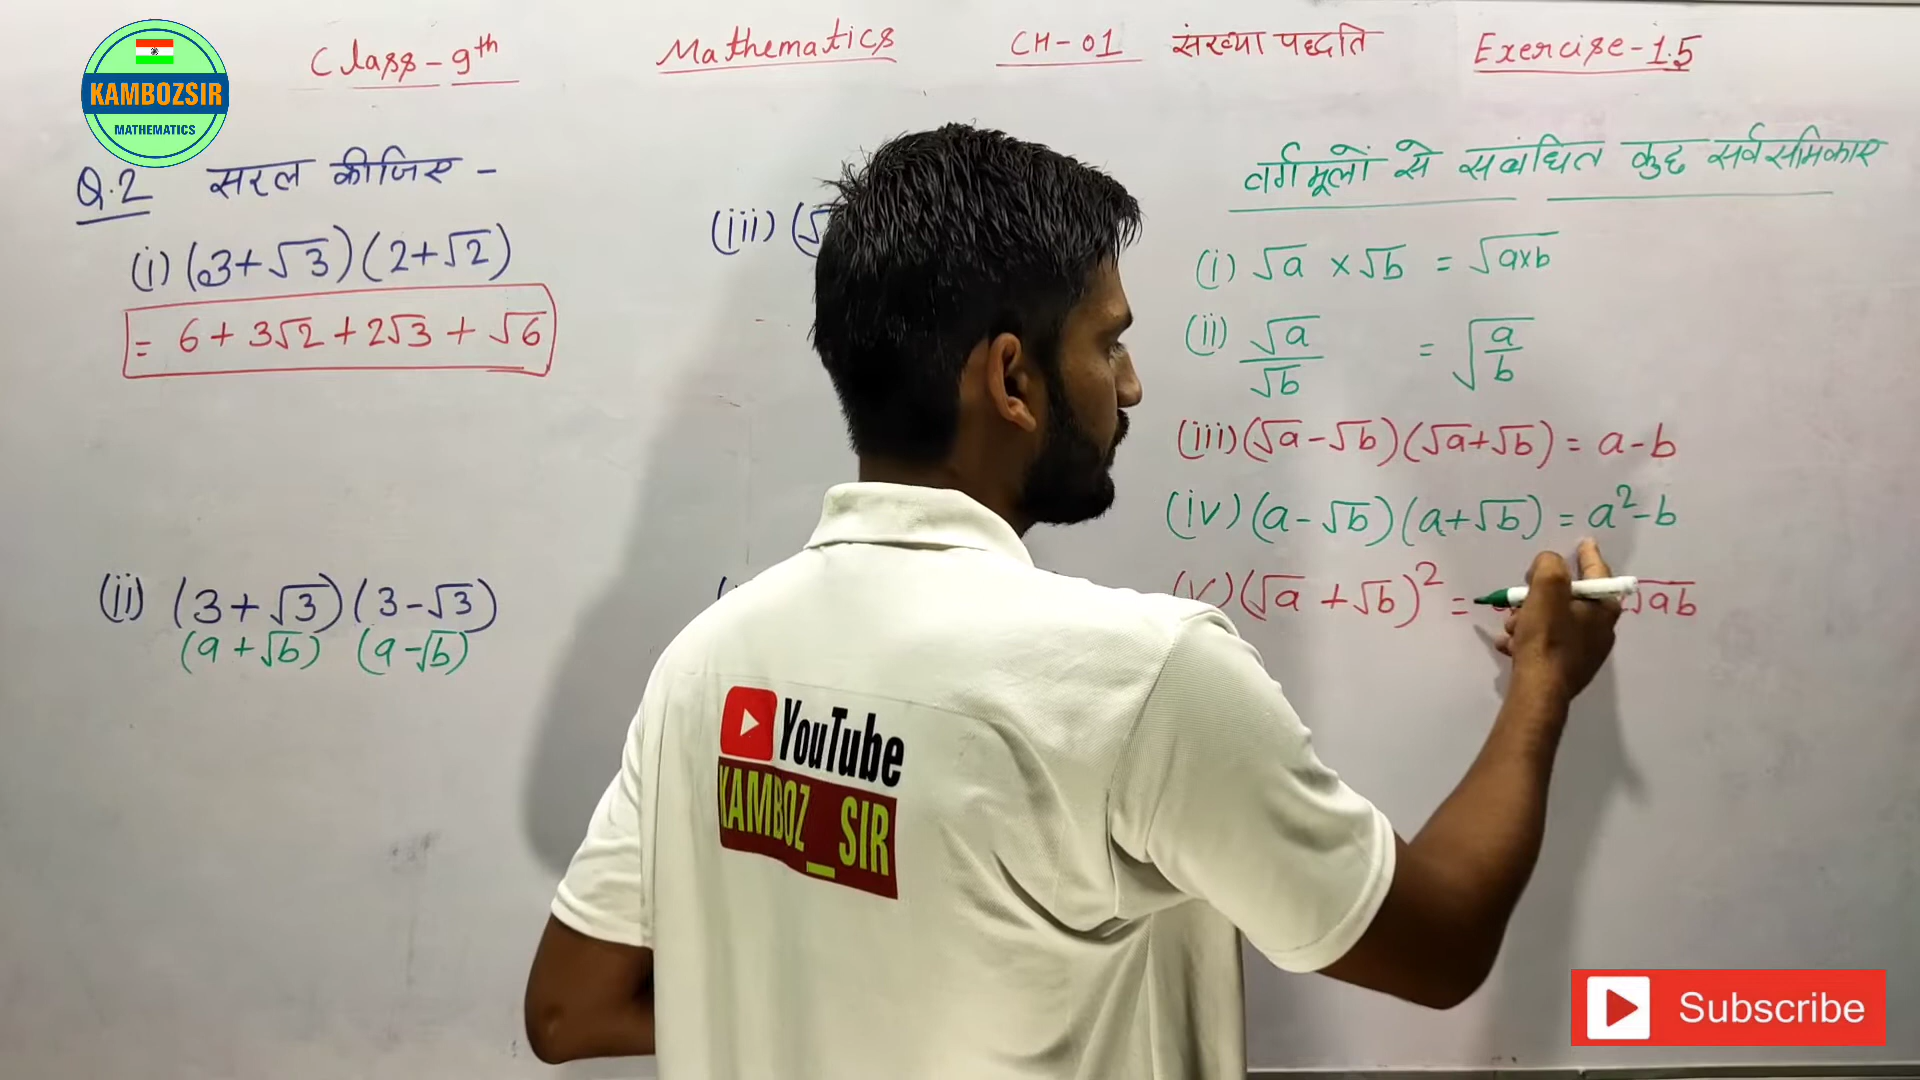 KAMBOZSIR
MATHEMATICS
Class-9th Mathematics CH-01 संख्या पद्धति Exercise-1.5
Q.2 सरल कीजिए -
(i) (3+√3)(2+√2)
= 6+3√2+2√3+√6
(ii) (3+√3)(3-√3)
(a+√b) (a-√b)
(iii) (√
वर्गमूलों से सबंधित कुछ सर्वसमिकाए
(i) √a × √b = √a×b
(ii) √a/√b = √a/b
(iii) (√a-√b)(√a+√b) = a-b
(iv) (a-√b)(a+√b) = a²-b
(v) (√a+√b)² = √ab
YouTube
KAMBOZ_SIR
Subscribe